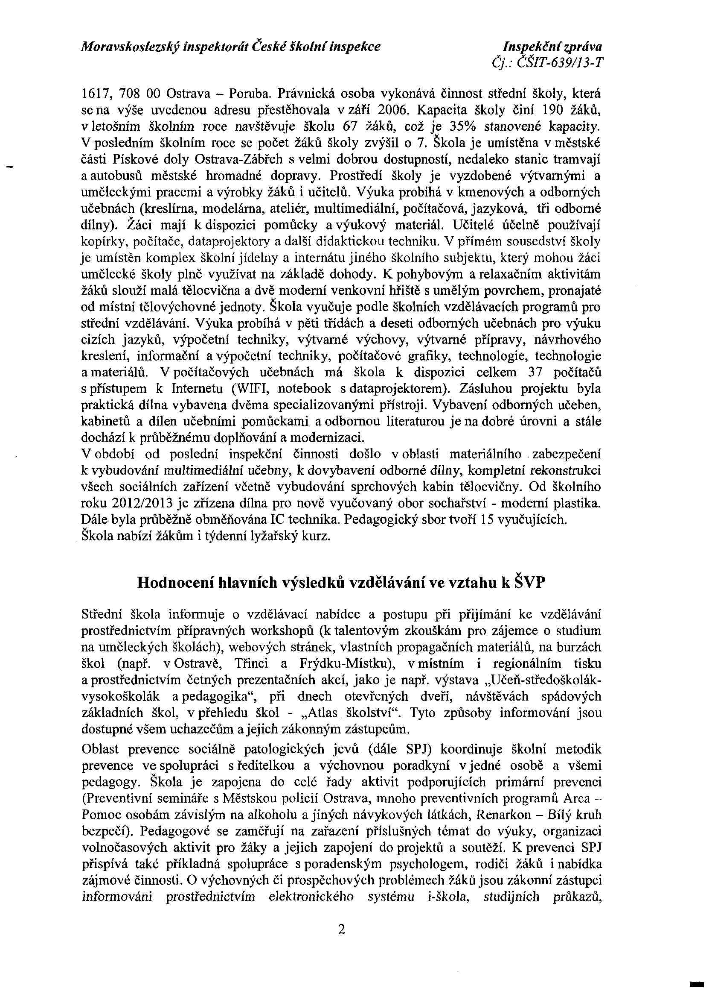 Moravskoslezský inspektorát České školní inspekce Inspekční zpráva
Čj.: ČŠIT-639/13-T
1617, 708 00 Ostrava – Poruba. Právnická osoba vykonává činnost střední školy, která
se na výše uvedenou adresu přestěhovala v září 2006. Kapacita školy činí 190 žáků,
v letošním školním roce navštěvuje školu 67 žáků, což je 35% stanovené kapacity.
V posledním školním roce se počet žáků školy zvýšil o 7. Škola je umístěna v městské
části Pískové doly Ostrava-Zábřeh s velmi dobrou dostupností, nedaleko stanic tramvají
a autobusů městské hromadné dopravy. Prostředí školy je vyzdobené výtvarnými a
uměleckými pracemi a výrobky žáků i učitelů. Výuka probíhá v kmenových a odborných
učebnách (kreslírna, modelárna, ateliér, multimediální, počítačová, jazyková, tři odborné
dílny). Žáci mají k dispozici pomůcky a výukový materiál. Učitelé účelně používají
kopírky, počítače, dataprojektory a další didaktickou techniku. V přímém sousedství školy
je umístěn komplex školní jídelny a internátu jiného školního subjektu, který mohou žáci
umělecké školy plně využívat na základě dohody. K pohybovým a relaxačním aktivitám
žáků slouží malá tělocvična a dvě moderní venkovní hřiště s umělým povrchem, pronajaté
od místní tělovýchovné jednoty. Škola vyučuje podle školních vzdělávacích programů pro
střední vzdělávání. Výuka probíhá v pěti třídách a deseti odborných učebnách pro výuku
cizích jazyků, výpočetní techniky, výtvarné výchovy, výtvarné přípravy, návrhového
kreslení, informační a výpočetní techniky, počítačové grafiky, technologie, technologie
a materiálů. V počítačových učebnách má škola k dispozici celkem 37 počítačů
s přístupem k Internetu (WIFI, notebook s dataprojektorem). Zásluhou projektu byla
praktická dílna vybavena dvěma specializovanými přístroji. Vybavení odborných učeben,
kabinetů a dílen učebními pomůckami a odbornou literaturou je na dobré úrovni a stále
dochází k průběžnému doplňování a modernizaci.
V období od poslední inspekční činnosti došlo v oblasti materiálního zabezpečení
k vybudování multimediální učebny, k dovybavení odborné dílny, kompletní rekonstrukci
všech sociálních zařízení včetně vybudování sprchových kabin tělocvičny. Od školního
roku 2012/2013 je zřízena dílna pro nově vyučovaný obor sochařství - moderní plastika.
Dále byla průběžně obměňována IC technika. Pedagogický sbor tvoří 15 vyučujících.
Škola nabízí žákům i týdenní lyžařský kurz.
Hodnocení hlavních výsledků vzdělávání ve vztahu k ŠVP
Střední škola informuje o vzdělávací nabídce a postupu při přijímání ke vzdělávání
prostřednictvím přípravných workshopů (k talentovým zkouškám pro zájemce o studium
na uměleckých školách), webových stránek, vlastních propagačních materiálů, na burzách
škol (např. v Ostravě, Třinci a Frýdku-Místku), v místním i regionálním tisku
a prostřednictvím četných prezentačních akcí, jako je např. výstava „Učeň-středoškolák-
vysokoškolák a pedagogika“, při dnech otevřených dveří, návštěvách spádových
základních škol, v přehledu škol - „Atlas školství“. Tyto způsoby informování jsou
dostupné všem uchazečům a jejich zákonným zástupcům.
Oblast prevence sociálně patologických jevů (dále SPJ) koordinuje školní metodik
prevence ve spolupráci s ředitelkou a výchovnou poradkyní v jedné osobě a všemi
pedagogy. Škola je zapojena do celé řady aktivit podporujících primární prevenci
(Preventivní semináře s Městskou policií Ostrava, mnoho preventivních programů Arca –
Pomoc osobám závislým na alkoholu a jiných návykových látkách, Renarkon – Bílý kruh
bezpečí). Pedagogové se zaměřují na zařazení příslušných témat do výuky, organizaci
volnočasových aktivit pro žáky a jejich zapojení do projektů a soutěží. K prevenci SPJ
přispívá také příkladná spolupráce s poradenským psychologem, rodiči žáků i nabídka
zájmové činnosti. O výchovných či prospěchových problémech žáků jsou zákonní zástupci
informováni prostřednictvím elektronického systému i-škola, studijních průkazů,
2